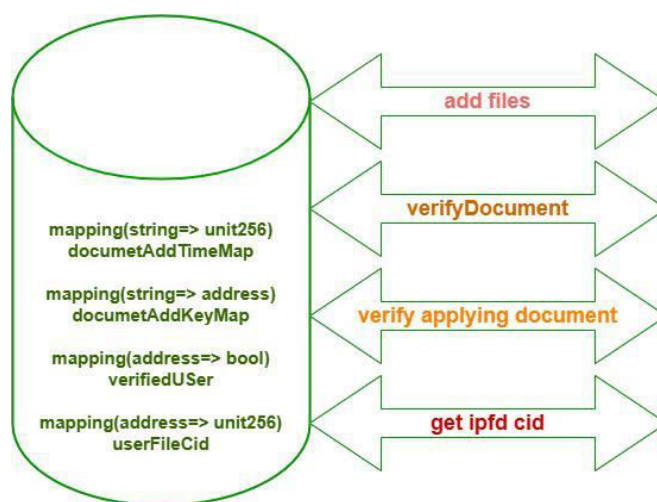 add files
verifyDocument
mapping(string=> unit256)
documetAddTimeMap
mapping(string=> address)
documetAddKeyMap
verify applying document
mapping(address=> bool)
verifiedUSer
mapping(address=> unit256)
userFileCid
get ipfd cid